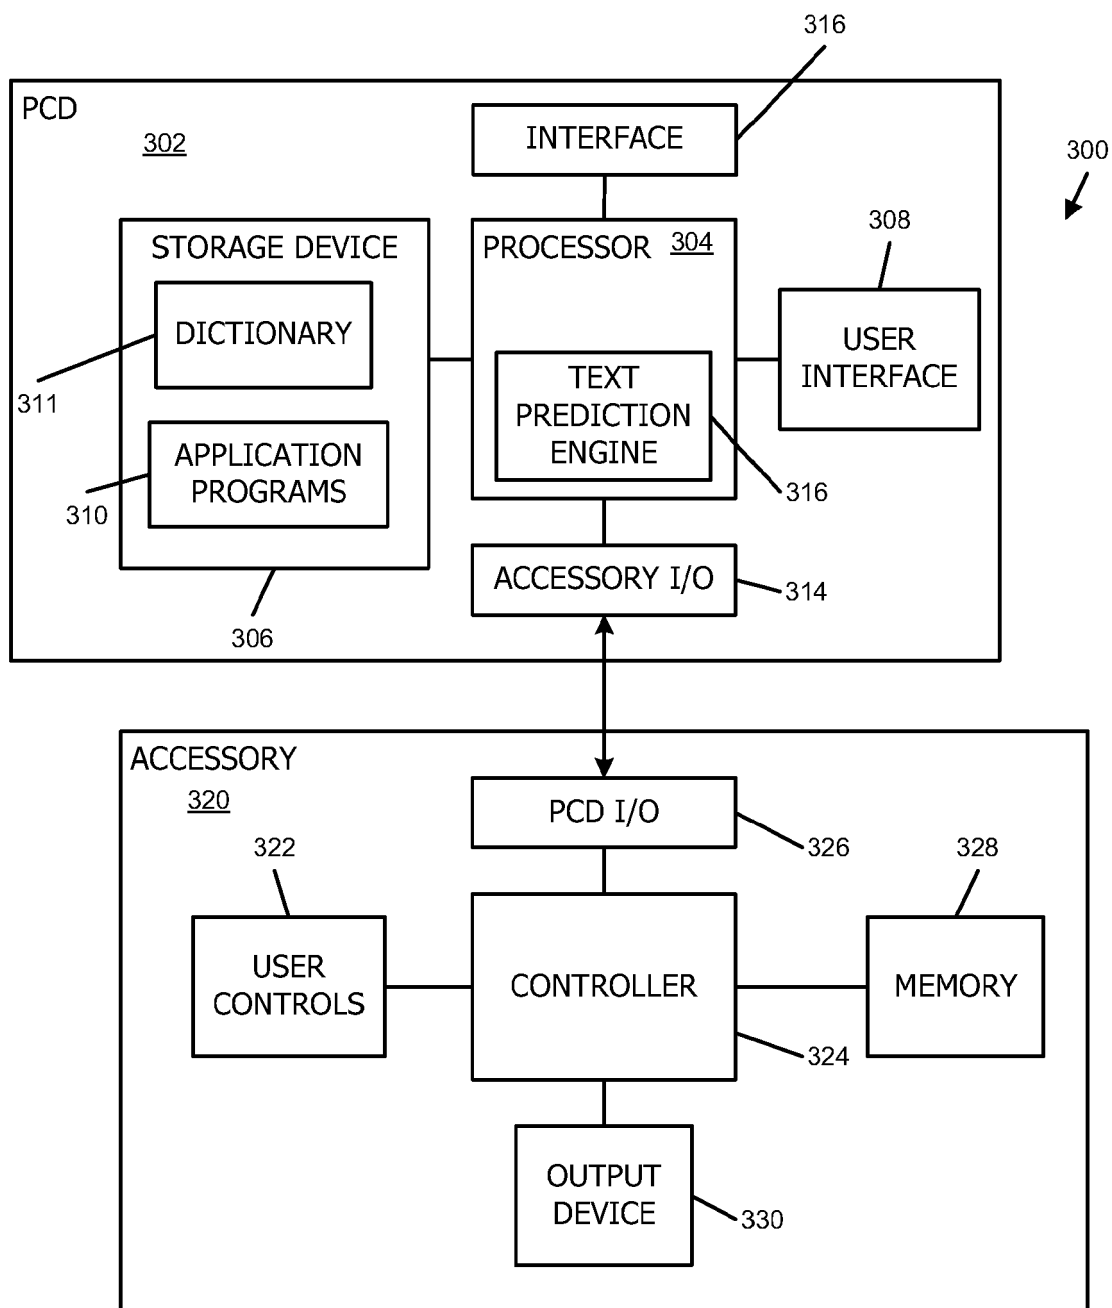 316
PCD
302
INTERFACE
300
STORAGE DEVICE
PROCESSOR 304
308
DICTIONARY
USER
INTERFACE
311
TEXT
PREDICTION
ENGINE
APPLICATION
PROGRAMS
310
316
ACCESSORY I/O
314
306
ACCESSORY
320
PCD I/O
326
322
328
USER
CONTROLS
CONTROLLER
MEMORY
324
OUTPUT
DEVICE
330